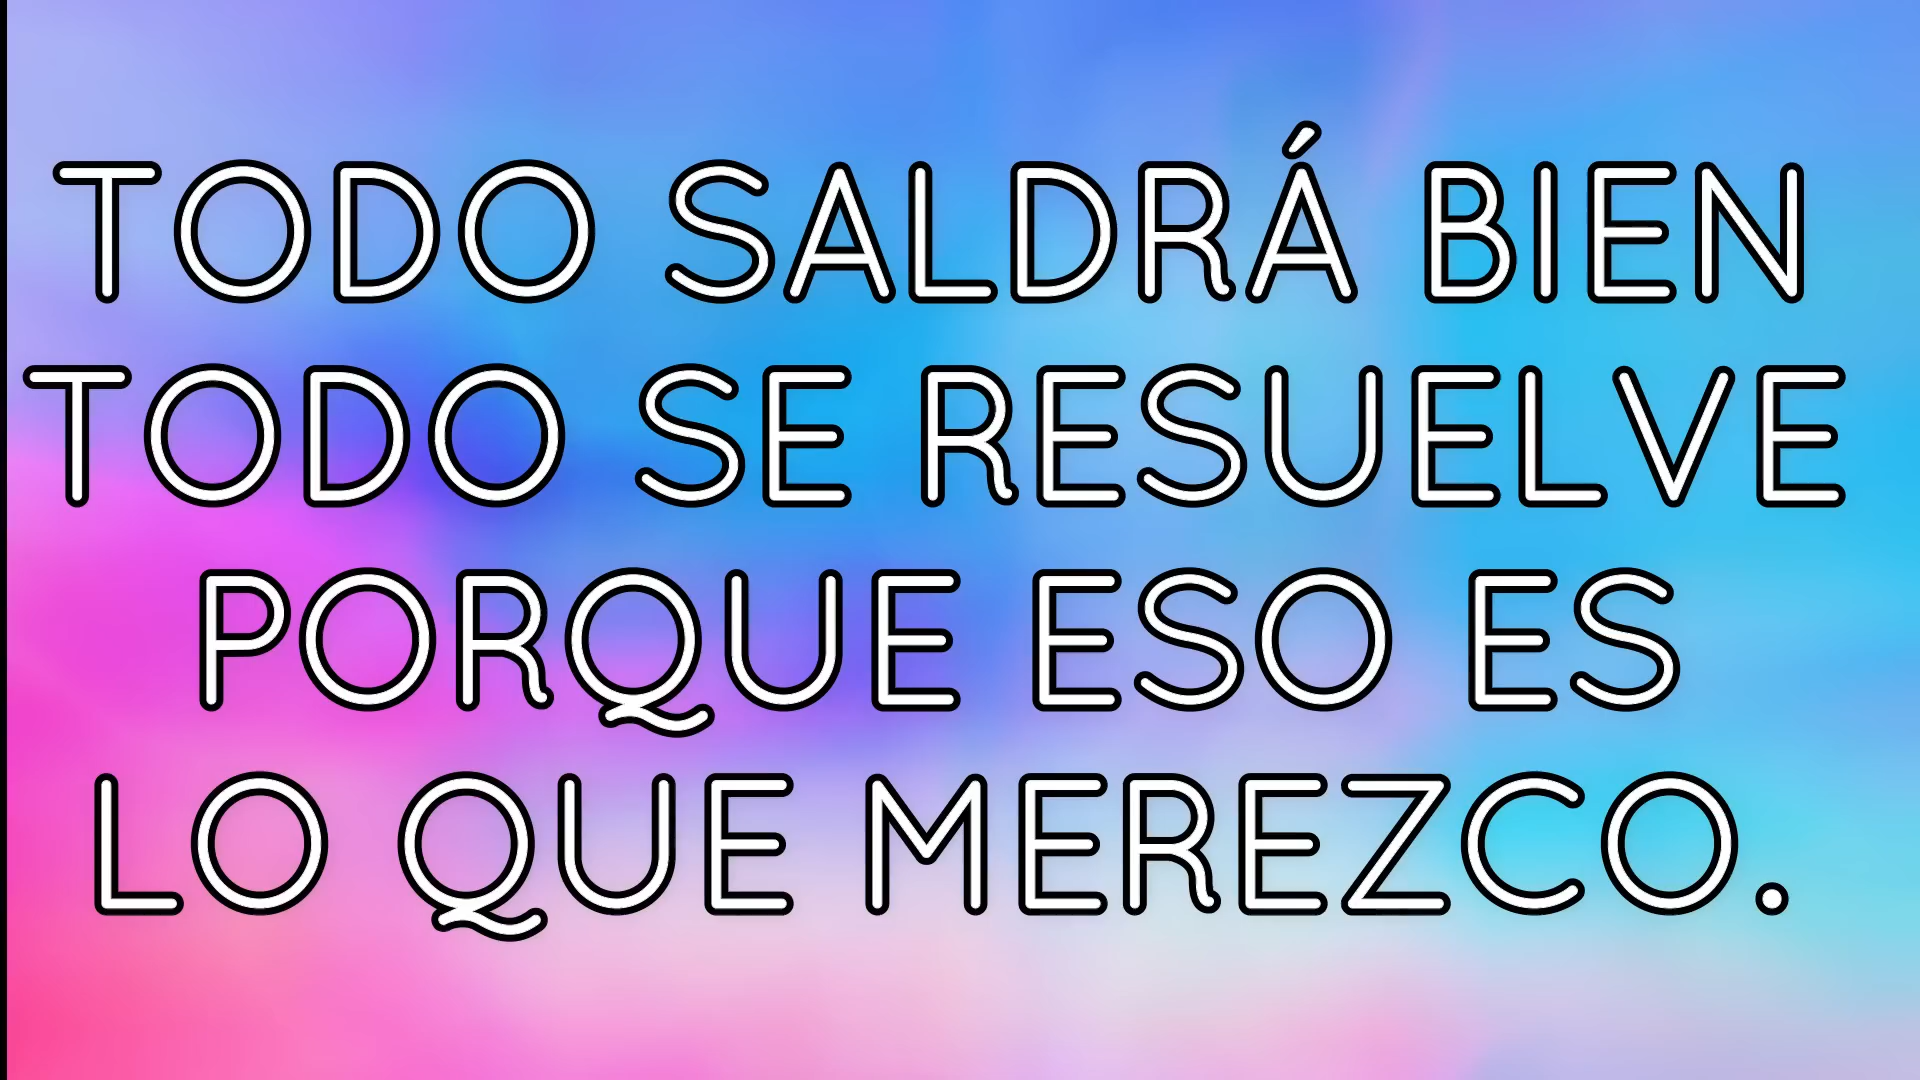 TODO SALDRÁ BIEN
TODO SE RESUELVE
PORQUE ESO ES
LO QUE MEREZCO.